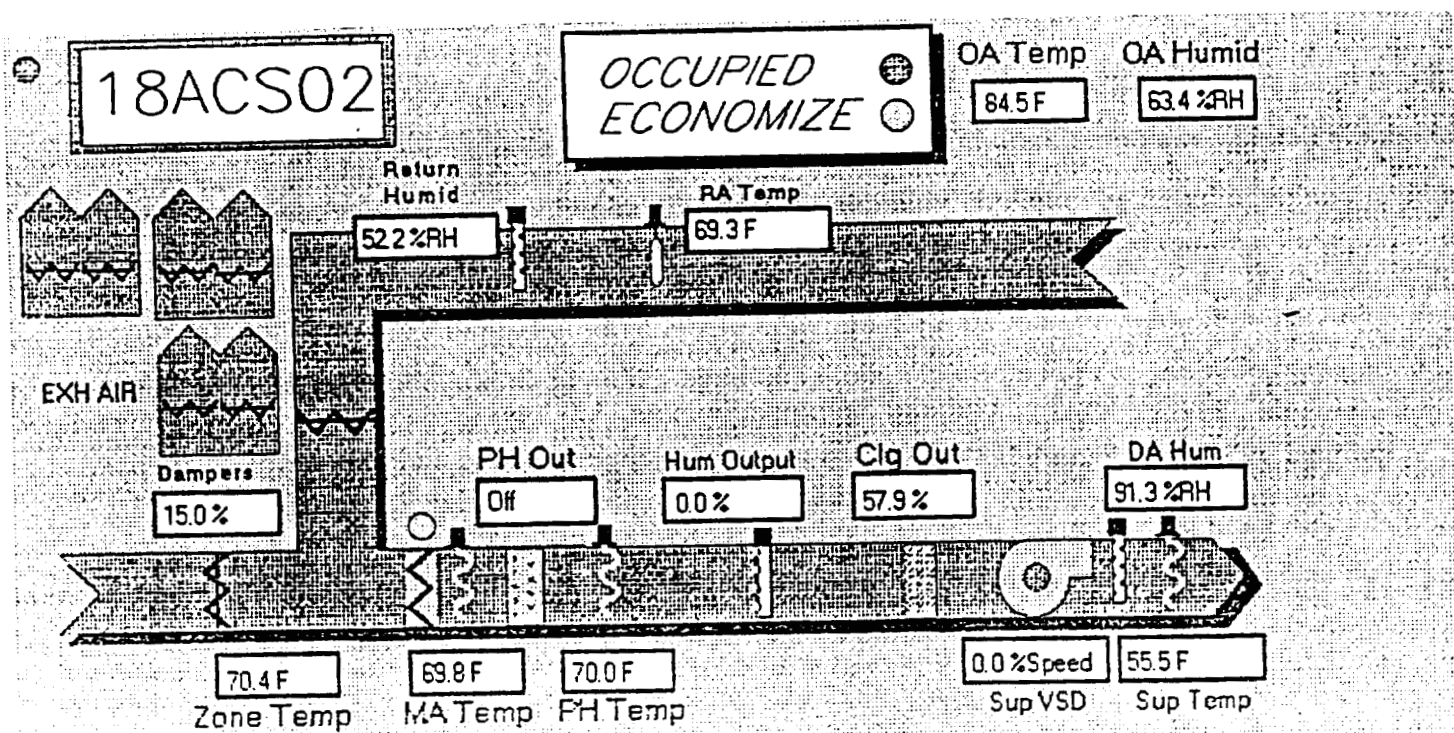 18ACS02
OCCUPIED
ECONOMIZE
OA Temp
84.5 F
OA Humid
63.4 %RH
Return
Humid
52.2 %RH
RA Temp
69.3 F
EXH AIR
Dampers
15.0 %
PH Out
Off
Hum Output
0.0 %
Clg Out
57.9 %
DA Hum
91.3 %RH
70.4 F
Zone Temp
69.8 F
MA Temp
70.0 F
PH Temp
0.0 %Speed
Sup VSD
55.5 F
Sup Temp